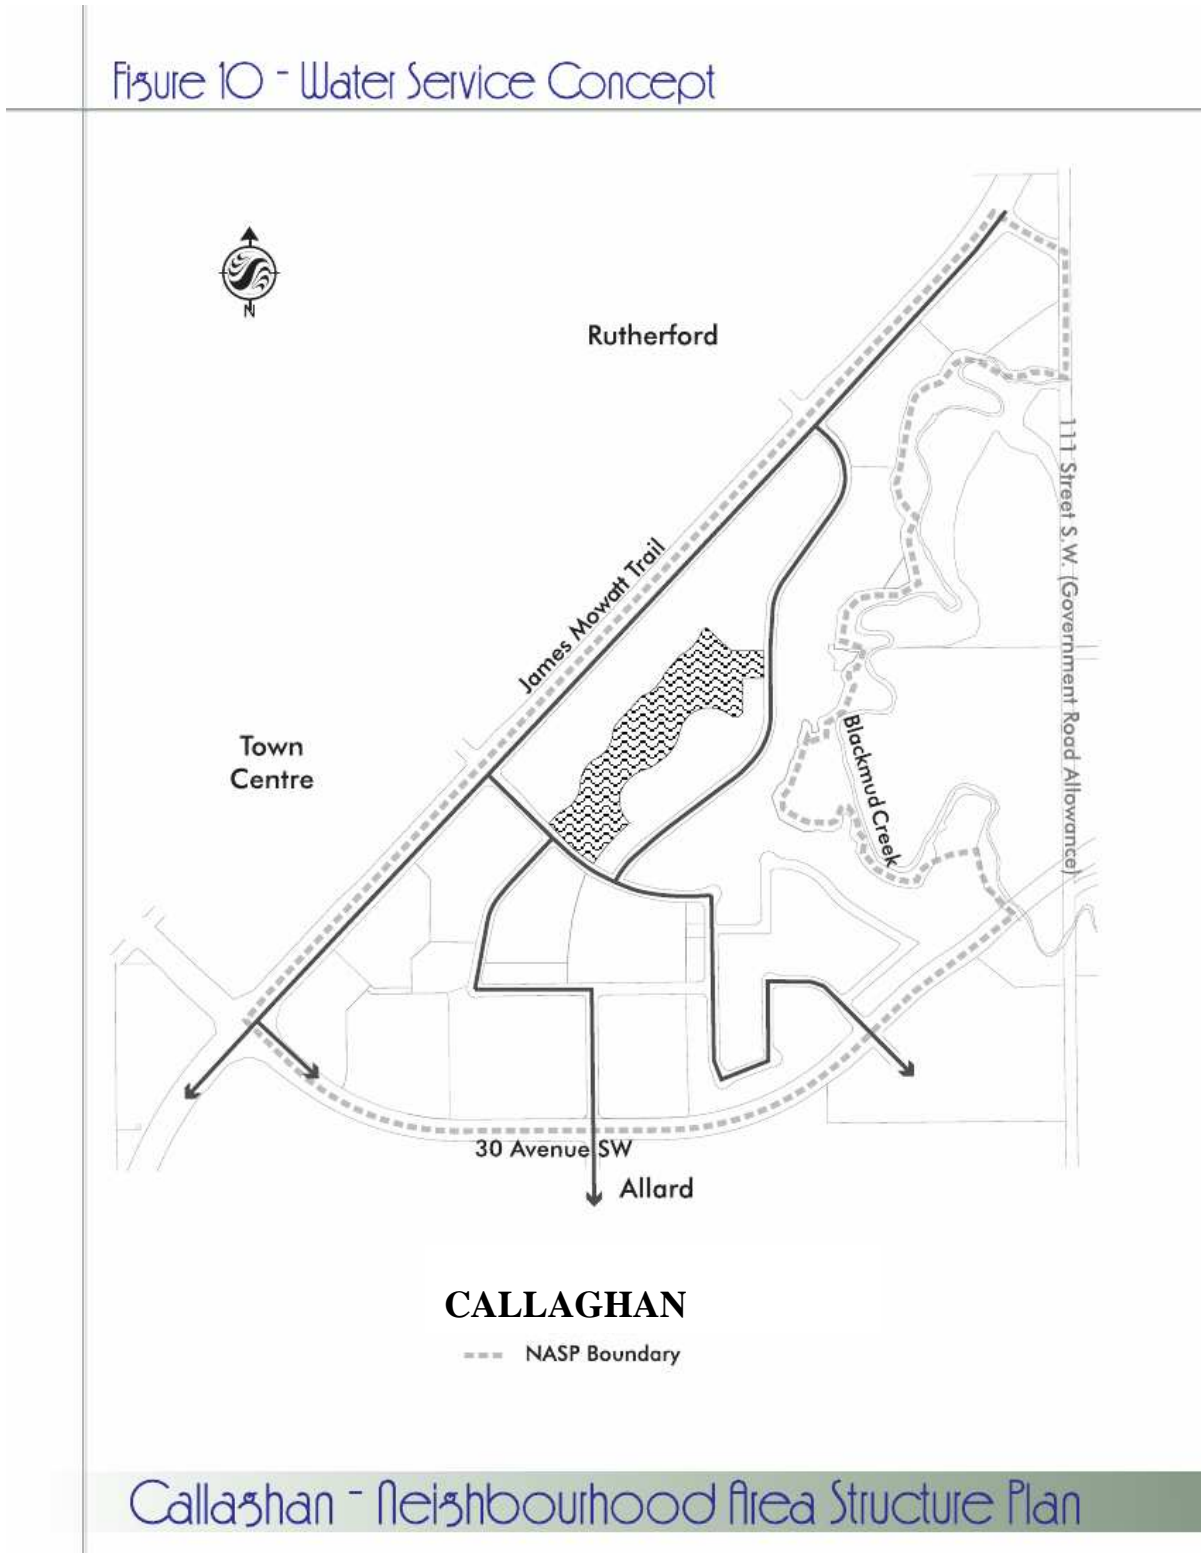 Figure 10 - Water Service Concept
N
Rutherford
James Mowatt Trail
111 Street S.W. (Government Road Allowance)
Town
Centre
Blackmud Creek
30 Avenue SW
Allard
CALLAGHAN
NASP Boundary
Callaghan - Neighbourhood Area Structure Plan